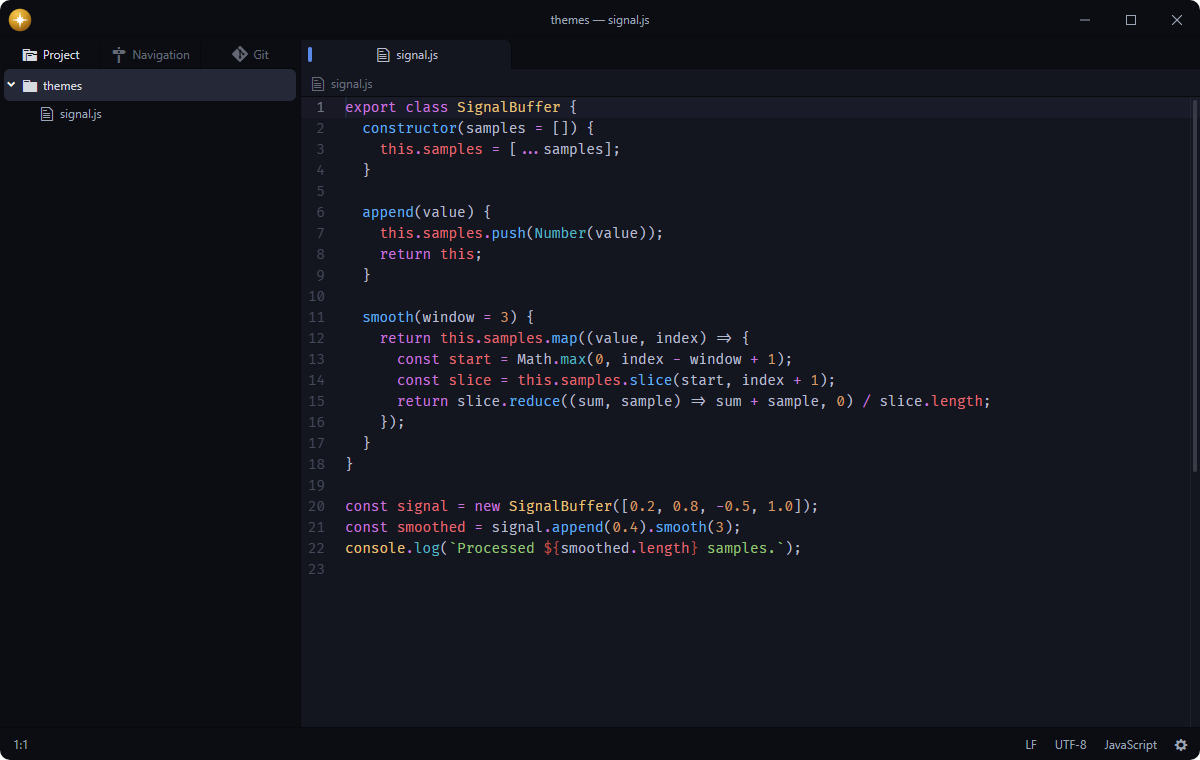 themes — signal.js
Project Navigation Git
signal.js
themes
signal.js
signal.js
1 export class SignalBuffer {
2   constructor(samples = []) {
3     this.samples = [...samples];
4   }
5
6   append(value) {
7     this.samples.push(Number(value));
8     return this;
9   }
10
11   smooth(window = 3) {
12     return this.samples.map((value, index) => {
13       const start = Math.max(0, index - window + 1);
14       const slice = this.samples.slice(start, index + 1);
15       return slice.reduce((sum, sample) => sum + sample, 0) / slice.length;
16     });
17   }
18 }
19
20 const signal = new SignalBuffer([0.2, 0.8, -0.5, 1.0]);
21 const smoothed = signal.append(0.4).smooth(3);
22 console.log(`Processed ${smoothed.length} samples.`);
23
1:1 LF UTF-8 JavaScript